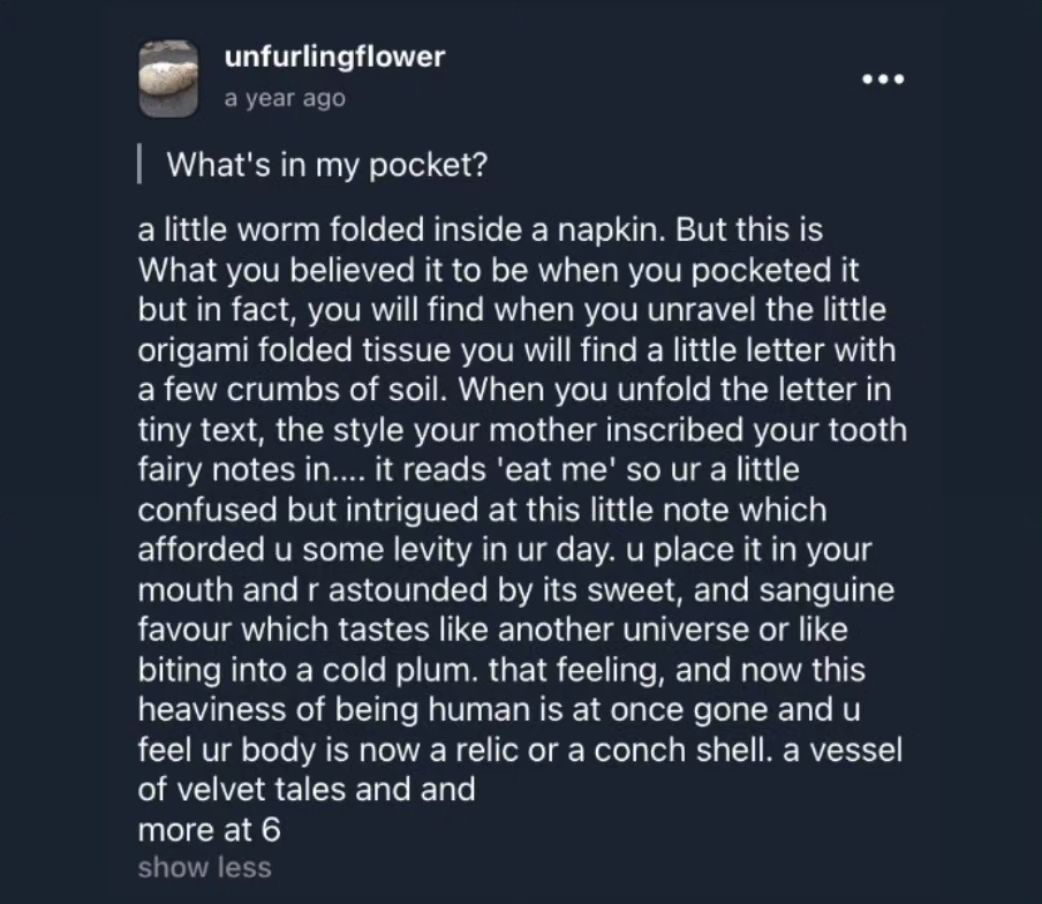 unfurlingflower
a year ago
What's in my pocket?
a little worm folded inside a napkin. But this is
What you believed it to be when you pocketed it
but in fact, you will find when you unravel the little
origami folded tissue you will find a little letter with
a few crumbs of soil. When you unfold the letter in
tiny text, the style your mother inscribed your tooth
fairy notes in.... it reads 'eat me' so ur a little
confused but intrigued at this little note which
afforded u some levity in ur day. u place it in your
mouth and r astounded by its sweet, and sanguine
favour which tastes like another universe or like
biting into a cold plum. that feeling, and now this
heaviness of being human is at once gone and u
feel ur body is now a relic or a conch shell. a vessel
of velvet tales and and
more at 6
show less